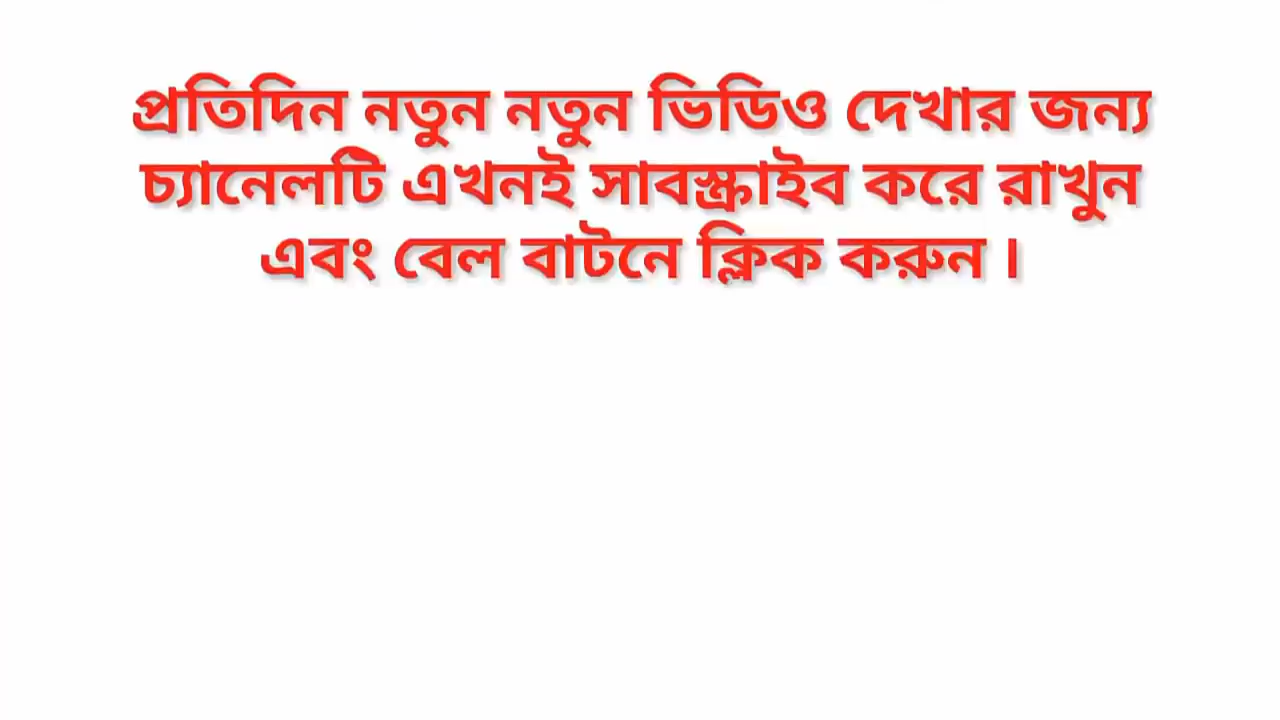 প্রতিদিন নতুন নতুন ভিডিও দেখার জন্য
চ্যানেলটি এখনই সাবস্ক্রাইব করে রাখুন
এবং বেল বাটনে ক্লিক করুন ।